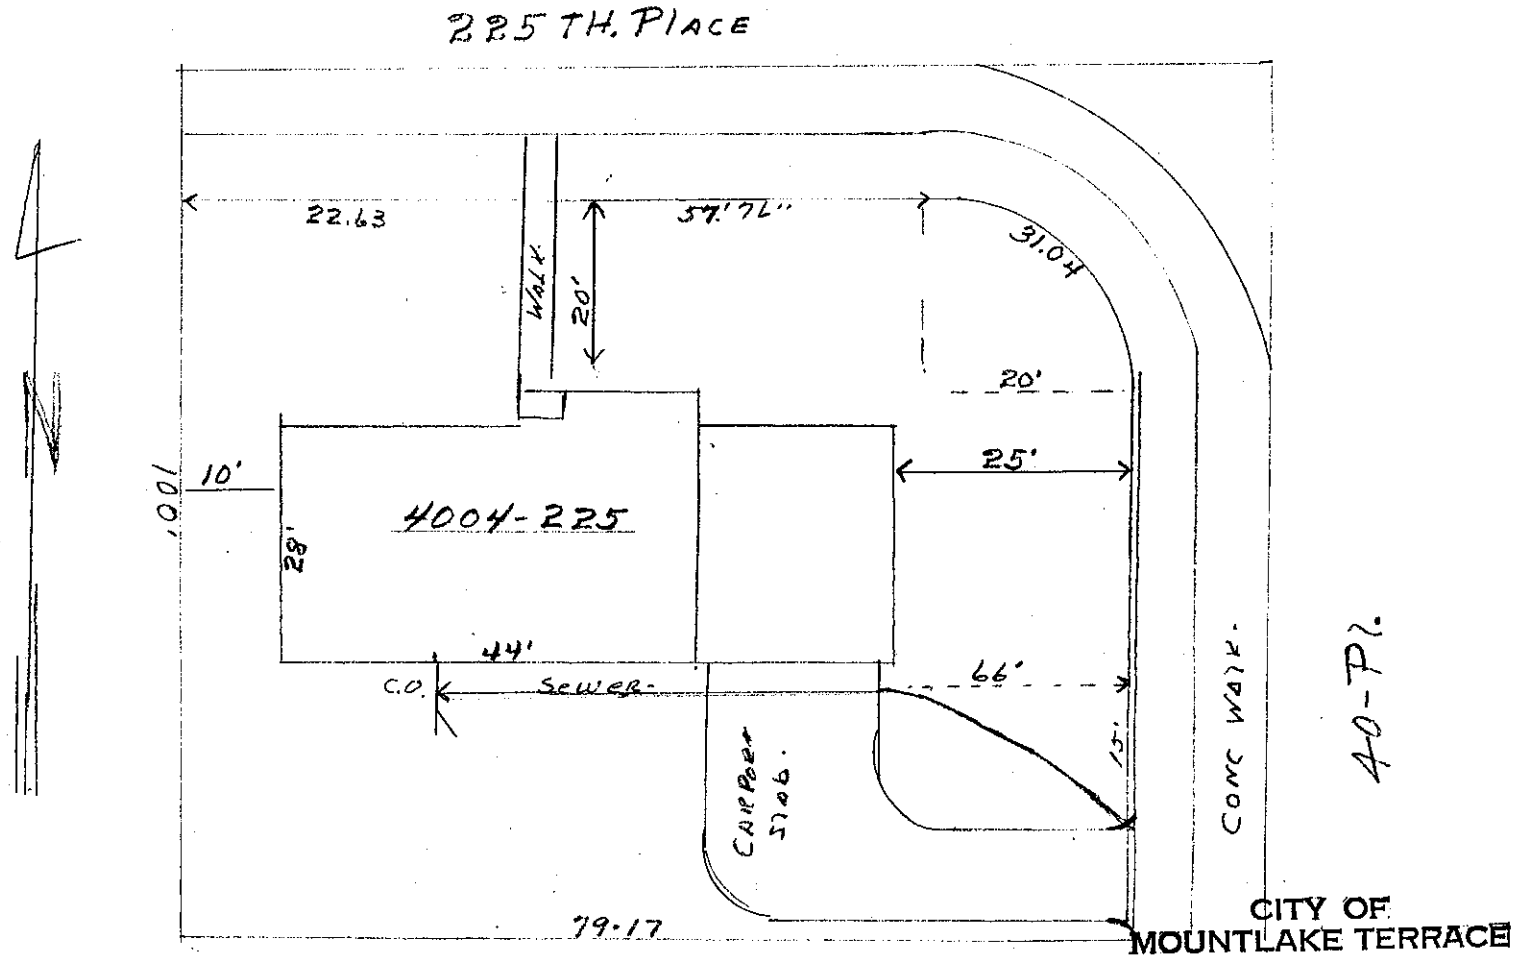 225 TH. PLACE
22.63
57.'76"
31.04
WALK.
20'
20'
25'
10'
100'
4004-225
28'
44'
C.O.
SEWER-
66'
15'
CARPORT
SLAB.
CONC WALK.
40-Pl.
N
79.17
CITY OF
MOUNTLAKE TERRACE